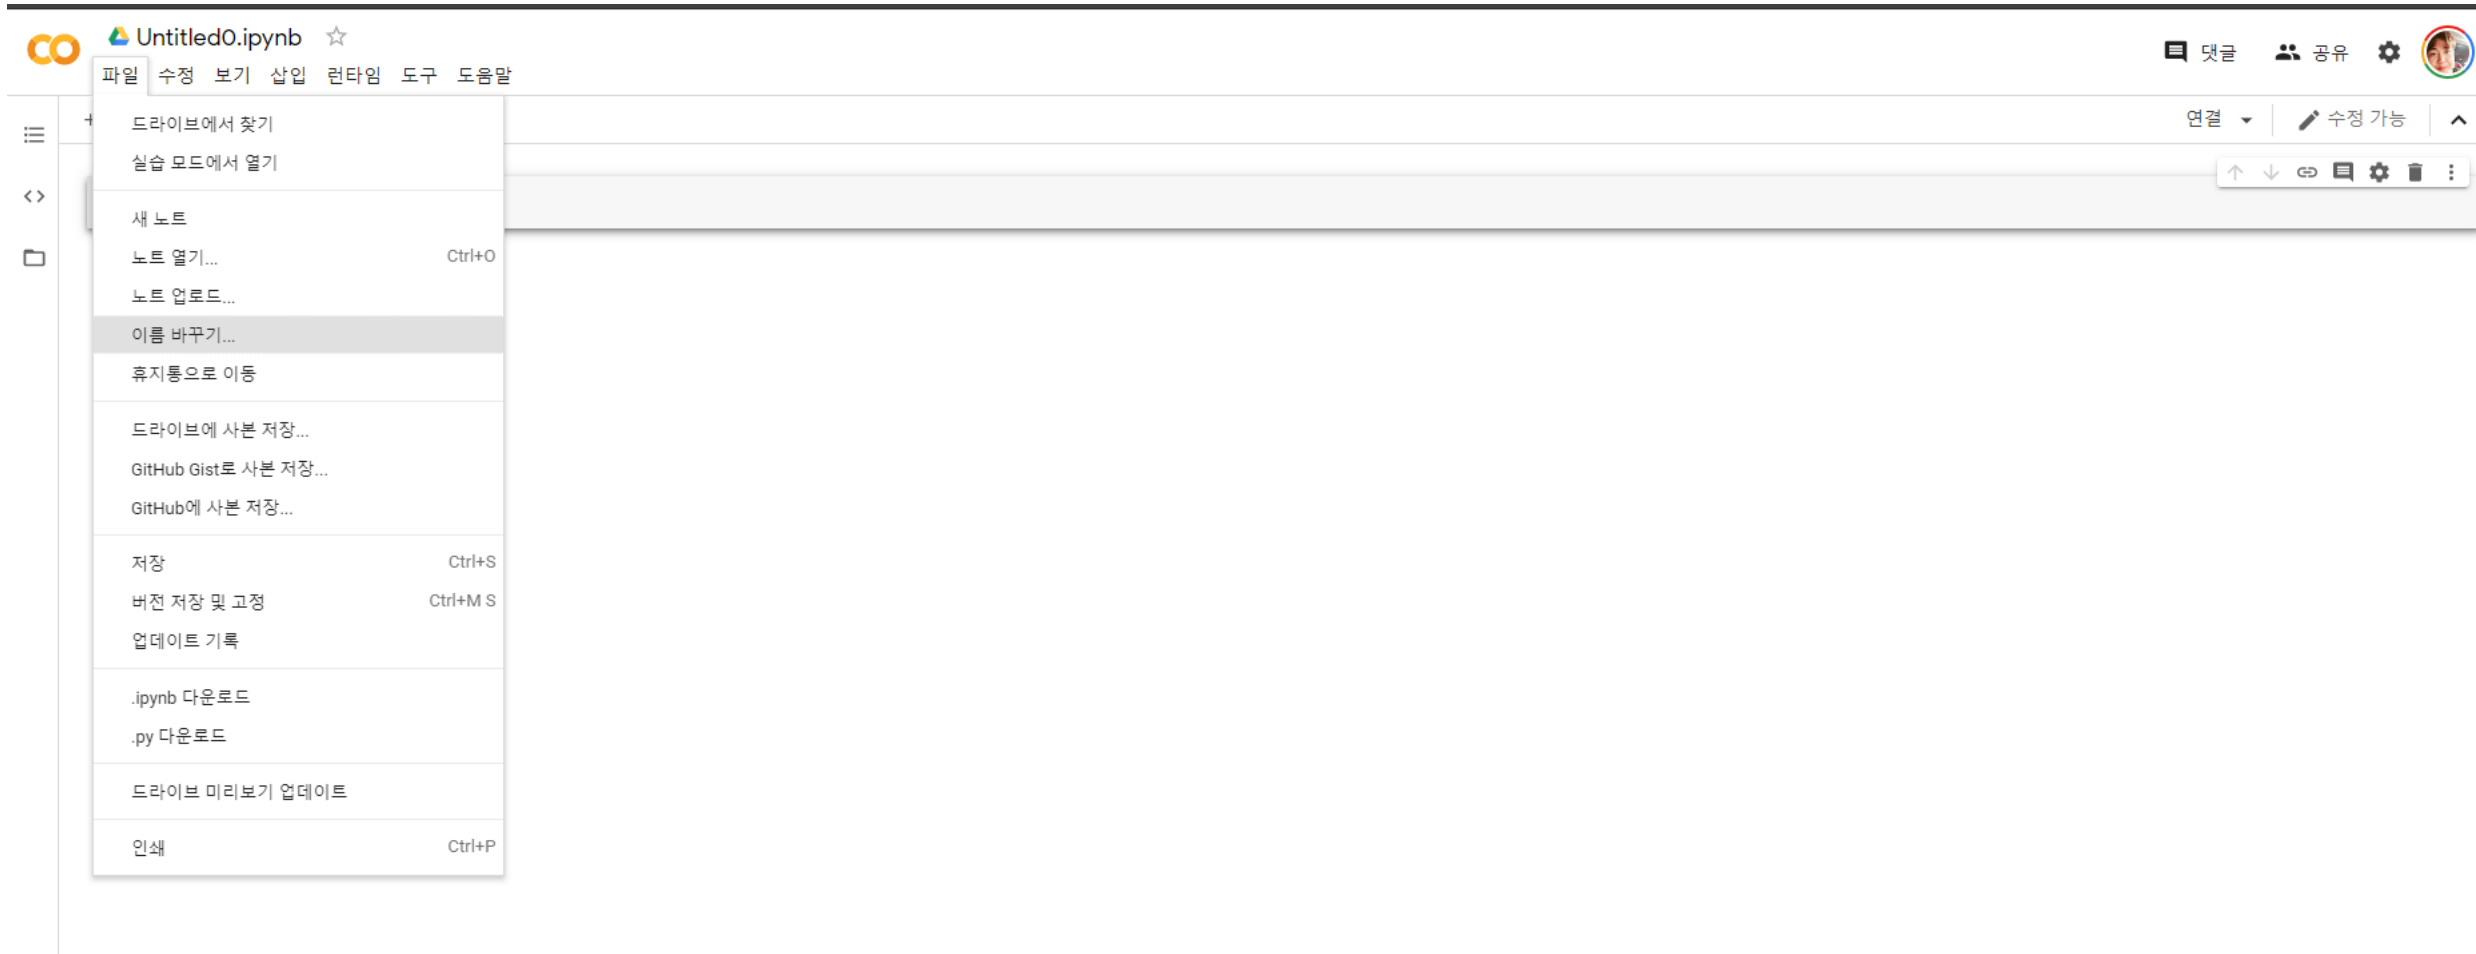 CO Untitled0.ipynb
댓글 공유
파일 수정 보기 삽입 런타임 도구 도움말
+
연결 수정 가능
드라이브에서 찾기
실습 모드에서 열기
새 노트
노트 열기... Ctrl+O
노트 업로드...
이름 바꾸기...
휴지통으로 이동
드라이브에 사본 저장...
GitHub Gist로 사본 저장...
GitHub에 사본 저장...
저장 Ctrl+S
버전 저장 및 고정 Ctrl+M S
업데이트 기록
.ipynb 다운로드
.py 다운로드
드라이브 미리보기 업데이트
인쇄 Ctrl+P